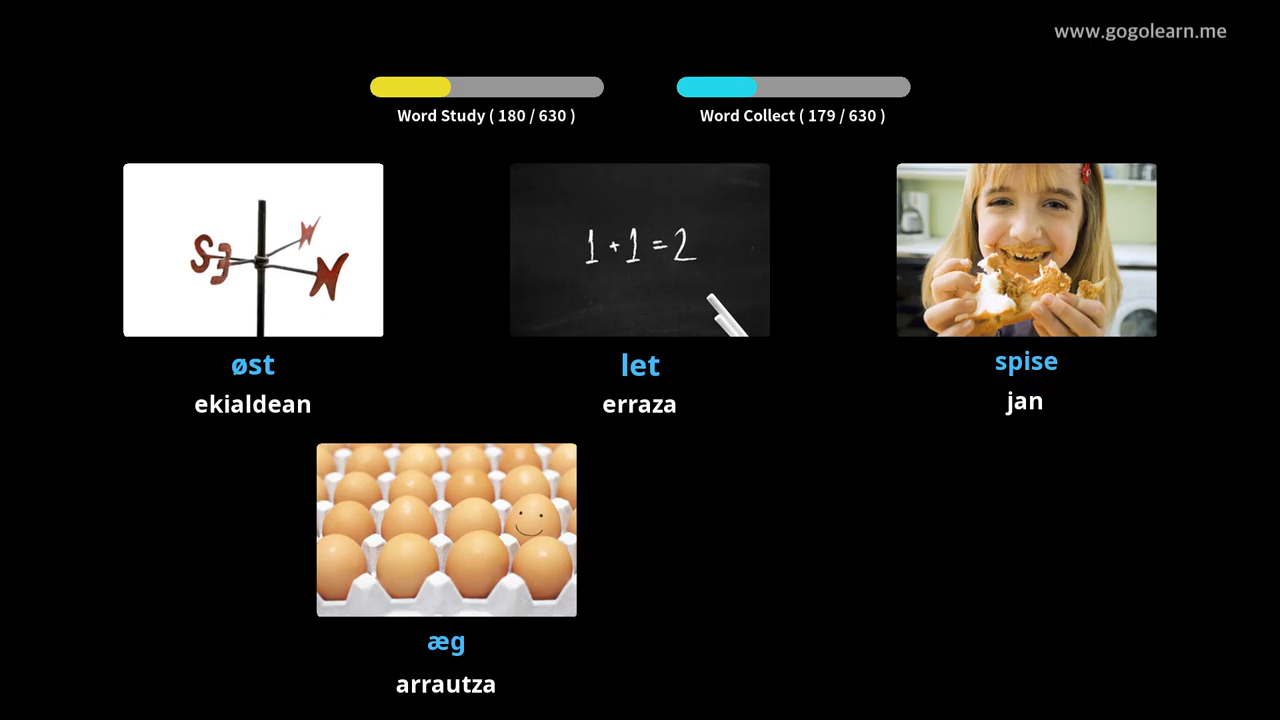 www.gogolearn.me
Word Study ( 180 / 630 )
Word Collect ( 179 / 630 )
S E N W
1 + 1 = 2
øst
let
spise
ekialdean
erraza
jan
æg
arrautza